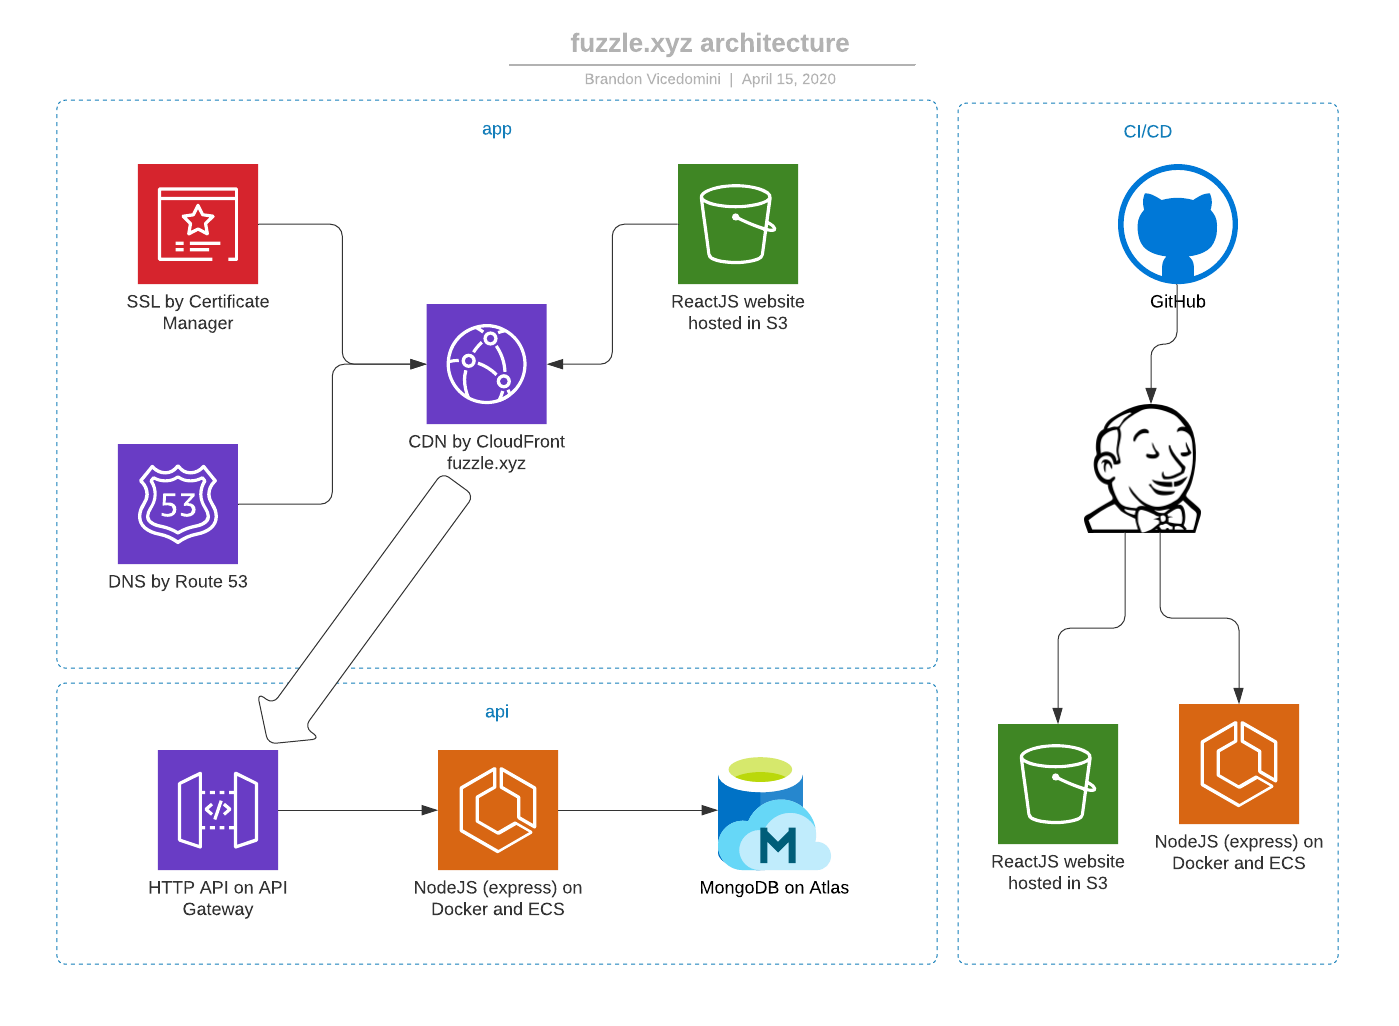 fuzzle.xyz architecture
Brandon Vicedomini | April 15, 2020
app
SSL by Certificate
Manager
ReactJS website
hosted in S3
CDN by CloudFront
fuzzle.xyz
53
DNS by Route 53
api
</>
HTTP API on API
Gateway
NodeJS (express) on
Docker and ECS
M
MongoDB on Atlas
CI/CD
GitHub
ReactJS website
hosted in S3
NodeJS (express) on
Docker and ECS